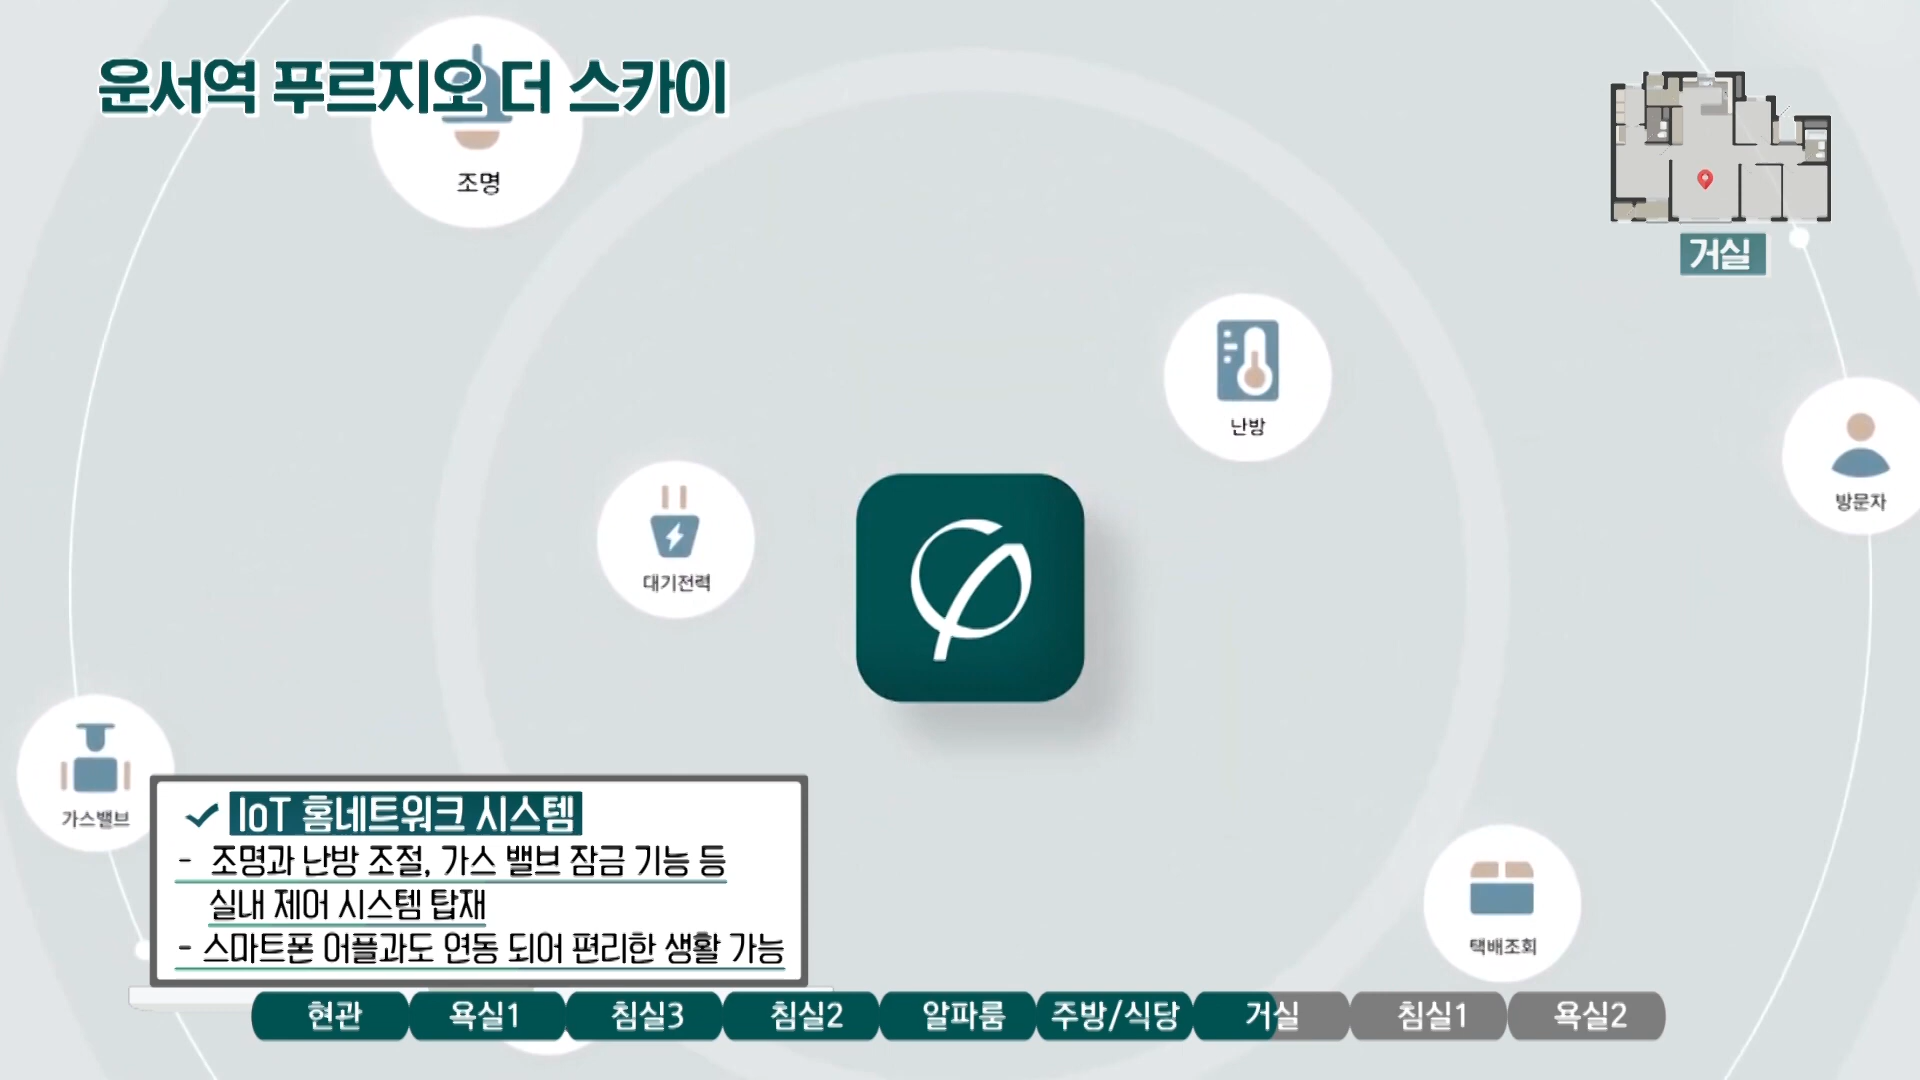 운서역 푸르지오 더 스카이
조명
거실
난방
방문자
대기전력
가스밸브
IoT 홈네트워크 시스템
- 조명과 난방 조절, 가스 밸브 잠금 기능 등
실내 제어 시스템 탑재
- 스마트폰 어플과도 연동 되어 편리한 생활 가능
택배조회
현관 욕실1 침실3 침실2 알파룸 주방/식당 거실 침실1 욕실2